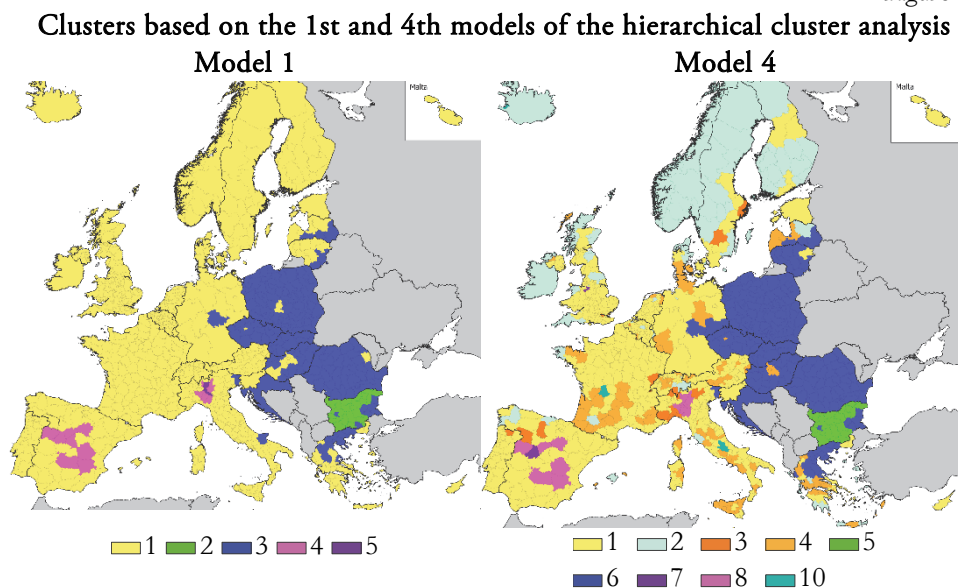 Clusters based on the 1st and 4th models of the hierarchical cluster analysis
Model 1 Model 4
Malta Malta
1 2 3 4 5
1 2 3 4 5
6 7 8 10